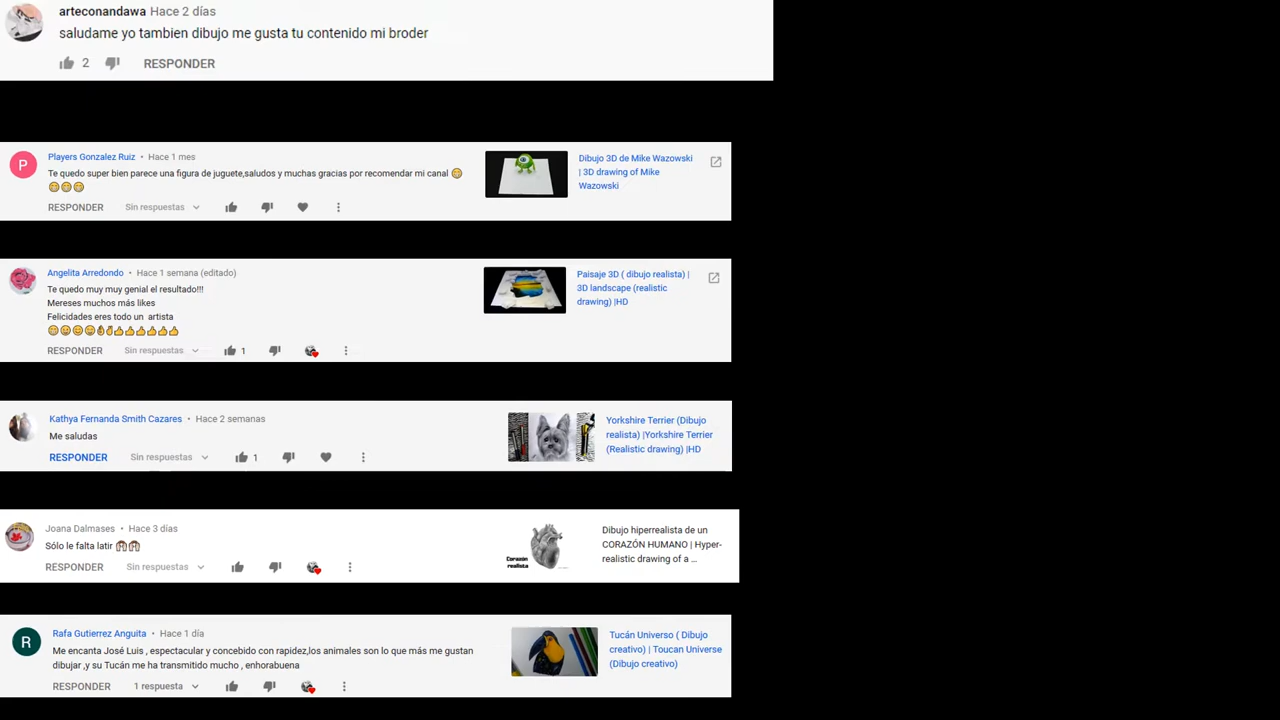 arteconandawa Hace 2 días
saludame yo tambien dibujo me gusta tu contenido mi broder
2 RESPONDER
P
Players Gonzalez Ruiz • Hace 1 mes
Te quedo super bien parece una figura de juguete,saludos y muchas gracias por recomendar mi canal 😊
😊😊😊
RESPONDER Sin respuestas
Dibujo 3D de Mike Wazowski
| 3D drawing of Mike
Wazowski
Angelita Arredondo • Hace 1 semana (editado)
Te quedo muy muy genial el resultado!!!
Mereses muchos más likes
Felicidades eres todo un artista
RESPONDER Sin respuestas 1
Paisaje 3D ( dibujo realista) |
3D landscape (realistic
drawing) |HD
Kathya Fernanda Smith Cazares • Hace 2 semanas
Me saludas
RESPONDER Sin respuestas 1
Yorkshire Terrier (Dibujo
realista) |Yorkshire Terrier
(Realistic drawing) |HD
Joana Dalmases • Hace 3 días
Sólo le falta latir
RESPONDER Sin respuestas
Corazón
realista
Dibujo hiperrealista de un
CORAZÓN HUMANO | Hyper-
realistic drawing of a ...
R
Rafa Gutierrez Anguita • Hace 1 día
Me encanta José Luis , espectacular y concebido con rapidez,los animales son lo que más me gustan
dibujar ,y su Tucán me ha transmitido mucho , enhorabuena
RESPONDER 1 respuesta
Tucán Universo ( Dibujo
creativo) | Toucan Universe
(Dibujo creativo)